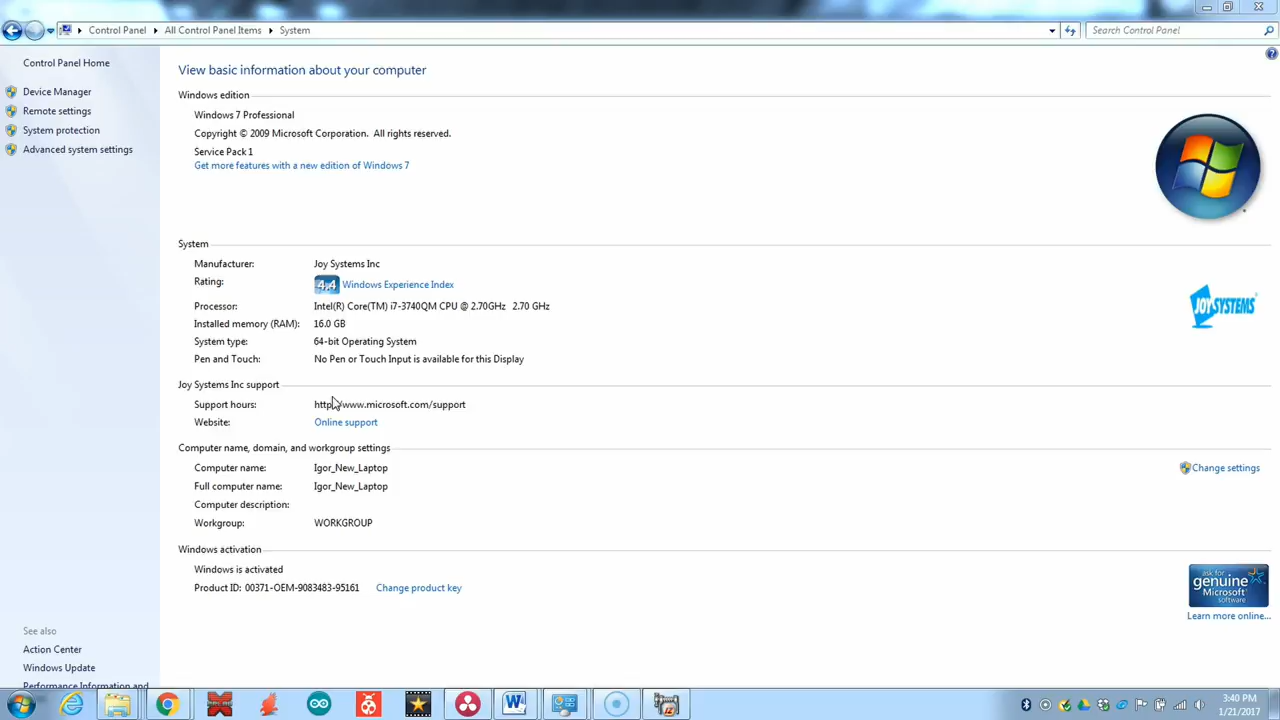 Control Panel ▸ All Control Panel Items ▸ System
Search Control Panel
Control Panel Home
Device Manager
Remote settings
System protection
Advanced system settings
View basic information about your computer
Windows edition
Windows 7 Professional
Copyright © 2009 Microsoft Corporation. All rights reserved.
Service Pack 1
Get more features with a new edition of Windows 7
System
Manufacturer: Joy Systems Inc
Rating: 4,4 Windows Experience Index
Processor: Intel(R) Core(TM) i7-3740QM CPU @ 2.70GHz 2.70 GHz
Installed memory (RAM): 16.0 GB
System type: 64-bit Operating System
Pen and Touch: No Pen or Touch Input is available for this Display
JOY SYSTEMS
Joy Systems Inc support
Support hours: http://www.microsoft.com/support
Website: Online support
Computer name, domain, and workgroup settings
Computer name: Igor_New_Laptop
Change settings
Full computer name: Igor_New_Laptop
Computer description:
Workgroup: WORKGROUP
Windows activation
Windows is activated
Product ID: 00371-OEM-9083483-95161 Change product key
ask for
genuine
Microsoft
software
Learn more online...
See also
Action Center
Windows Update
Performance Information and
3:40 PM
1/21/2017